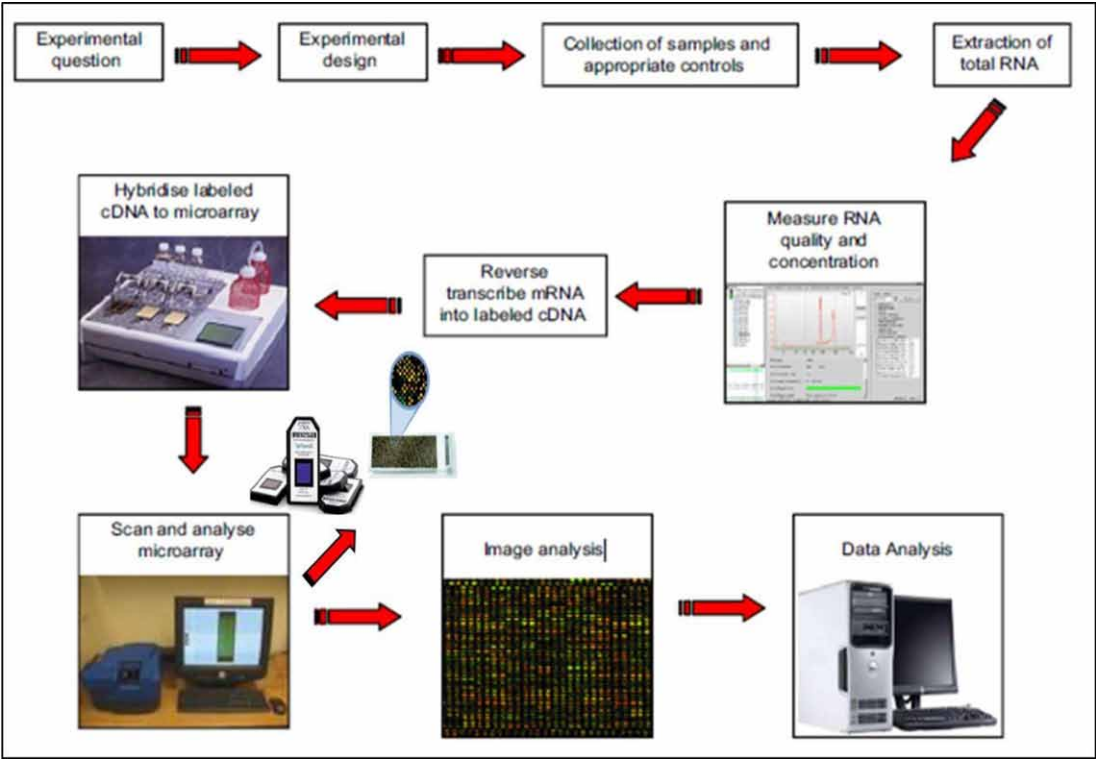 Experimental
question
Experimental
design
Collection of samples and
appropriate controls
Extraction of
total RNA
Measure RNA
quality and
concentration
Reverse
transcribe mRNA
into labeled cDNA
Hybridise labeled
cDNA to microarray
Scan and analyse
microarray
Image analysis
Data Analysis